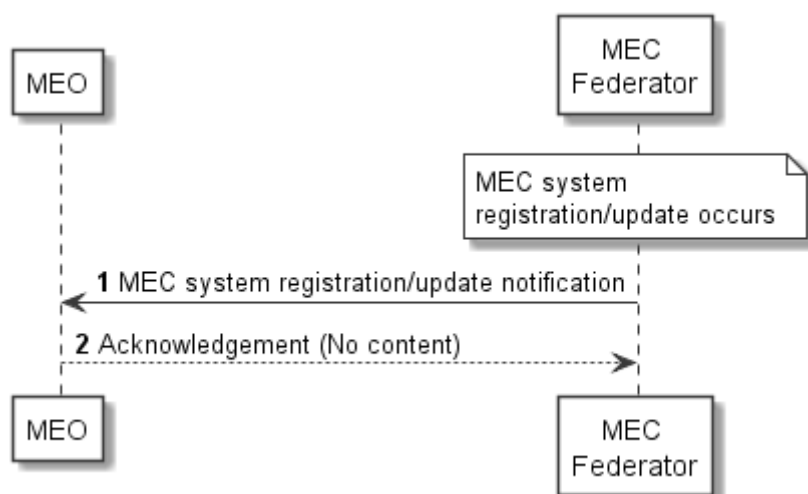 MEO
MEC
Federator
MEC system
registration/update occurs
1 MEC system registration/update notification
2 Acknowledgement (No content)
MEO
MEC
Federator